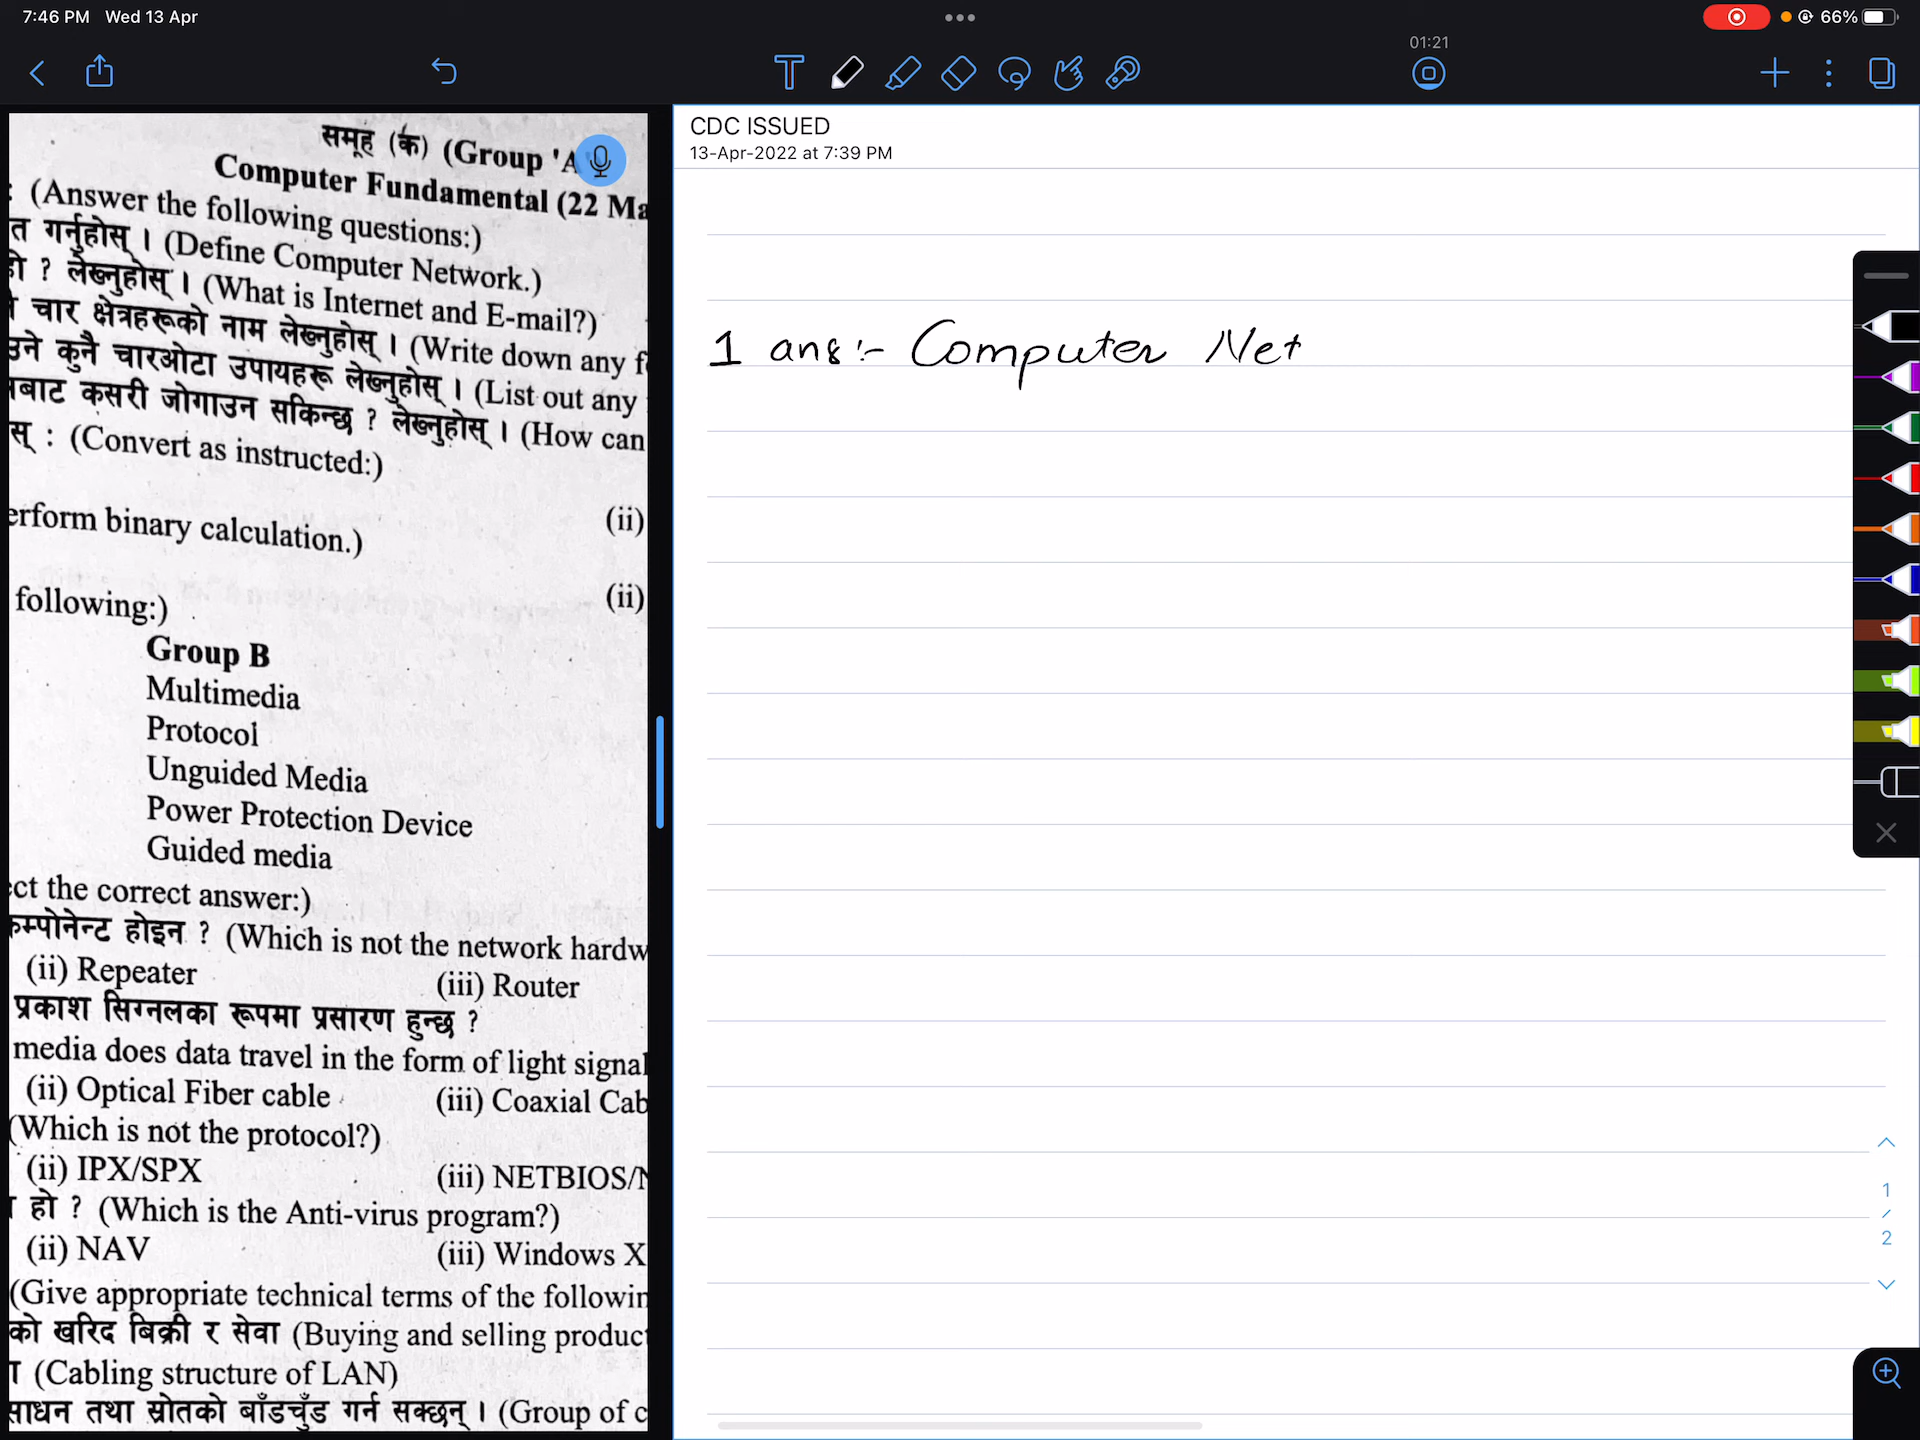 7:46 PM Wed 13 Apr
66%
01:21
समूह (क) (Group 'A
Computer Fundamental (22 Ma
: (Answer the following questions:)
त गर्नुहोस् । (Define Computer Network.)
हो ? लेख्नुहोस् । (What is Internet and E-mail?)
चार क्षेत्रहरूको नाम लेख्नुहोस् । (Write down any f
उने कुनै चारओटा उपायहरू लेख्नुहोस् । (List out any
बाट कसरी जोगाउन सकिन्छ ? लेख्नुहोस् । (How can
स् : (Convert as instructed:)
(ii)
erform binary calculation.)
(ii)
following:)
Group B
Multimedia
Protocol
Unguided Media
Power Protection Device
Guided media
ect the correct answer:)
कम्पोनेन्ट होइन ? (Which is not the network hardw
(ii) Repeater (iii) Router
प्रकाश सिग्नलका रूपमा प्रसारण हुन्छ ?
media does data travel in the form of light signal
(ii) Optical Fiber cable (iii) Coaxial Cab
(Which is not the protocol?)
(ii) IPX/SPX (iii) NETBIOS/N
हो ? (Which is the Anti-virus program?)
(ii) NAV (iii) Windows X
(Give appropriate technical terms of the followin
को खरिद बिक्री र सेवा (Buying and selling product
(Cabling structure of LAN)
साधन तथा स्रोतको बाँडचुँड गर्न सक्छन् । (Group of c
CDC ISSUED
13-Apr-2022 at 7:39 PM
1 ans:- Computer Net
1
2